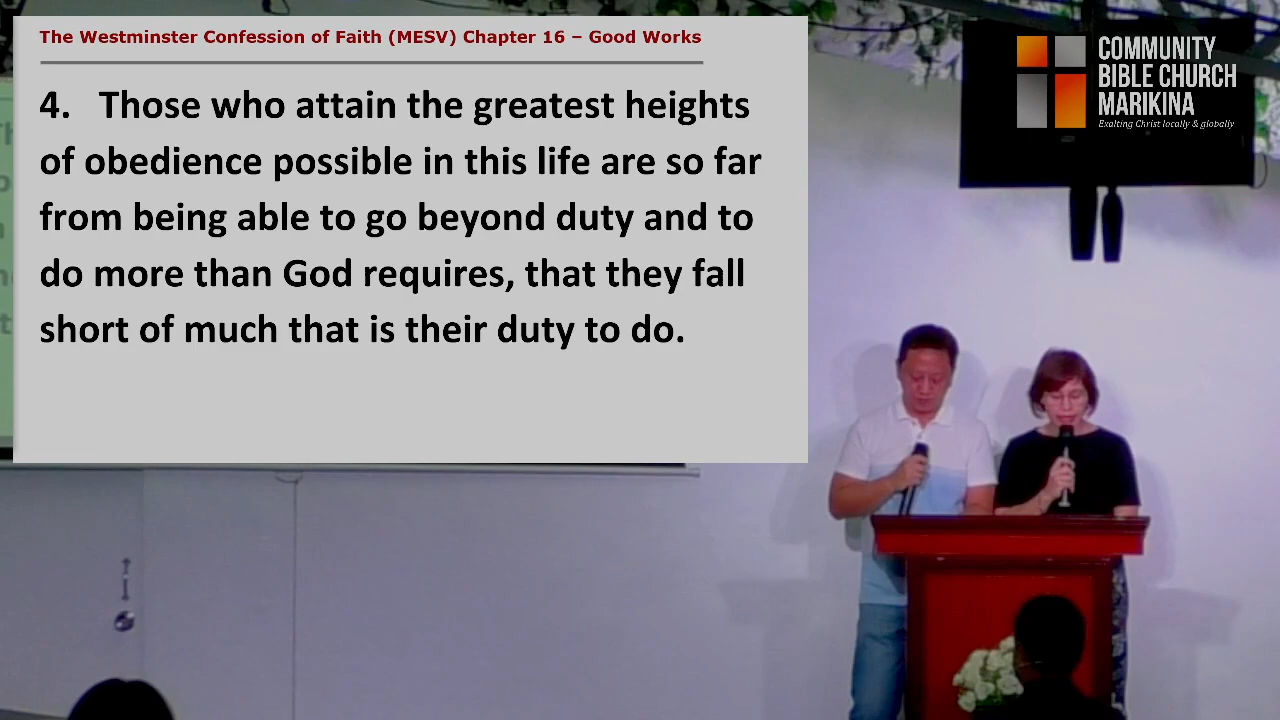 The Westminster Confession of Faith (MESV) Chapter 16 – Good Works
4. Those who attain the greatest heights
of obedience possible in this life are so far
from being able to go beyond duty and to
do more than God requires, that they fall
short of much that is their duty to do.
COMMUNITY
BIBLE CHURCH
MARIKINA
Exalting Christ locally & globally